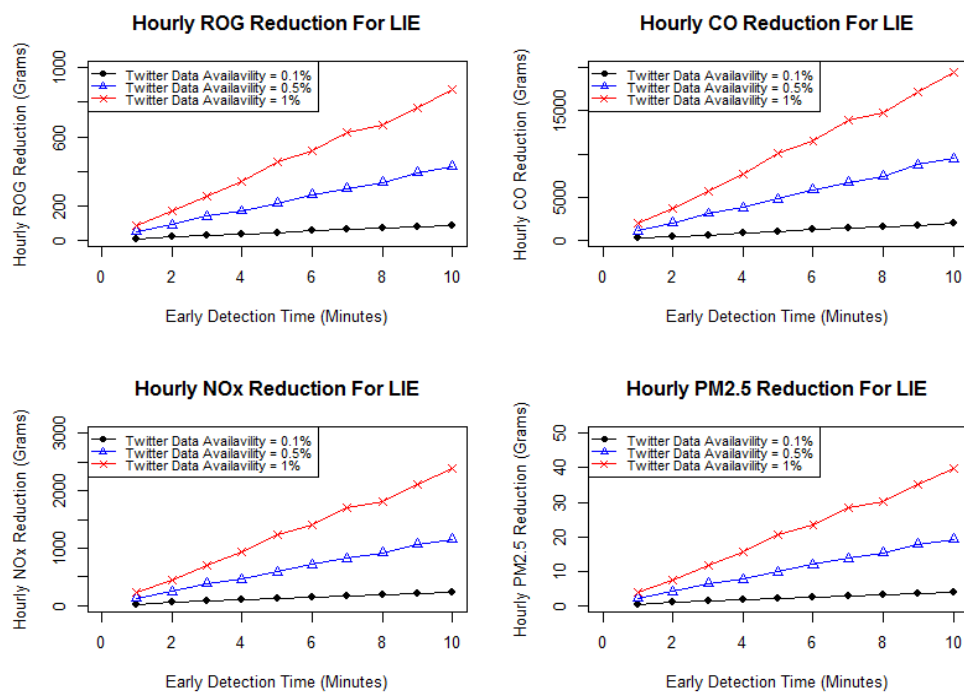 Hourly ROG Reduction For LIE
Hourly ROG Reduction (Grams)
1000
600
200
0
Twitter Data Availavility = 0.1%
Twitter Data Availavility = 0.5%
Twitter Data Availavility = 1%
0 2 4 6 8 10
Early Detection Time (Minutes)
Hourly CO Reduction For LIE
Hourly CO Reduction (Grams)
15000
5000
0
Twitter Data Availavility = 0.1%
Twitter Data Availavility = 0.5%
Twitter Data Availavility = 1%
0 2 4 6 8 10
Early Detection Time (Minutes)
Hourly NOx Reduction For LIE
Hourly NOx Reduction (Grams)
3000
2000
1000
0
Twitter Data Availavility = 0.1%
Twitter Data Availavility = 0.5%
Twitter Data Availavility = 1%
0 2 4 6 8 10
Early Detection Time (Minutes)
Hourly PM2.5 Reduction For LIE
Hourly PM2.5 Reduction (Grams)
50
40
30
20
10
0
Twitter Data Availavility = 0.1%
Twitter Data Availavility = 0.5%
Twitter Data Availavility = 1%
0 2 4 6 8 10
Early Detection Time (Minutes)